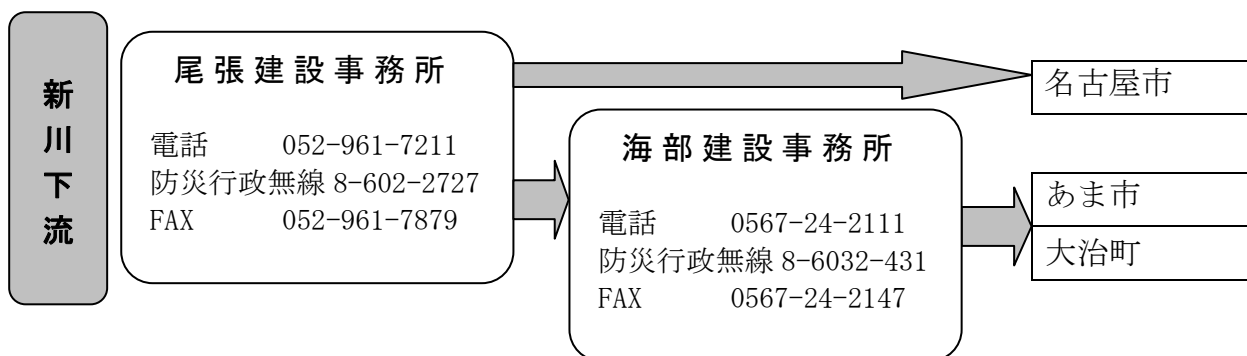 新川下流
尾張建設事務所
電話 052-961-7211
防災行政無線 8-602-2727
FAX 052-961-7879
海部建設事務所
電話 0567-24-2111
防災行政無線 8-6032-431
FAX 0567-24-2147
名古屋市
あま市
大治町